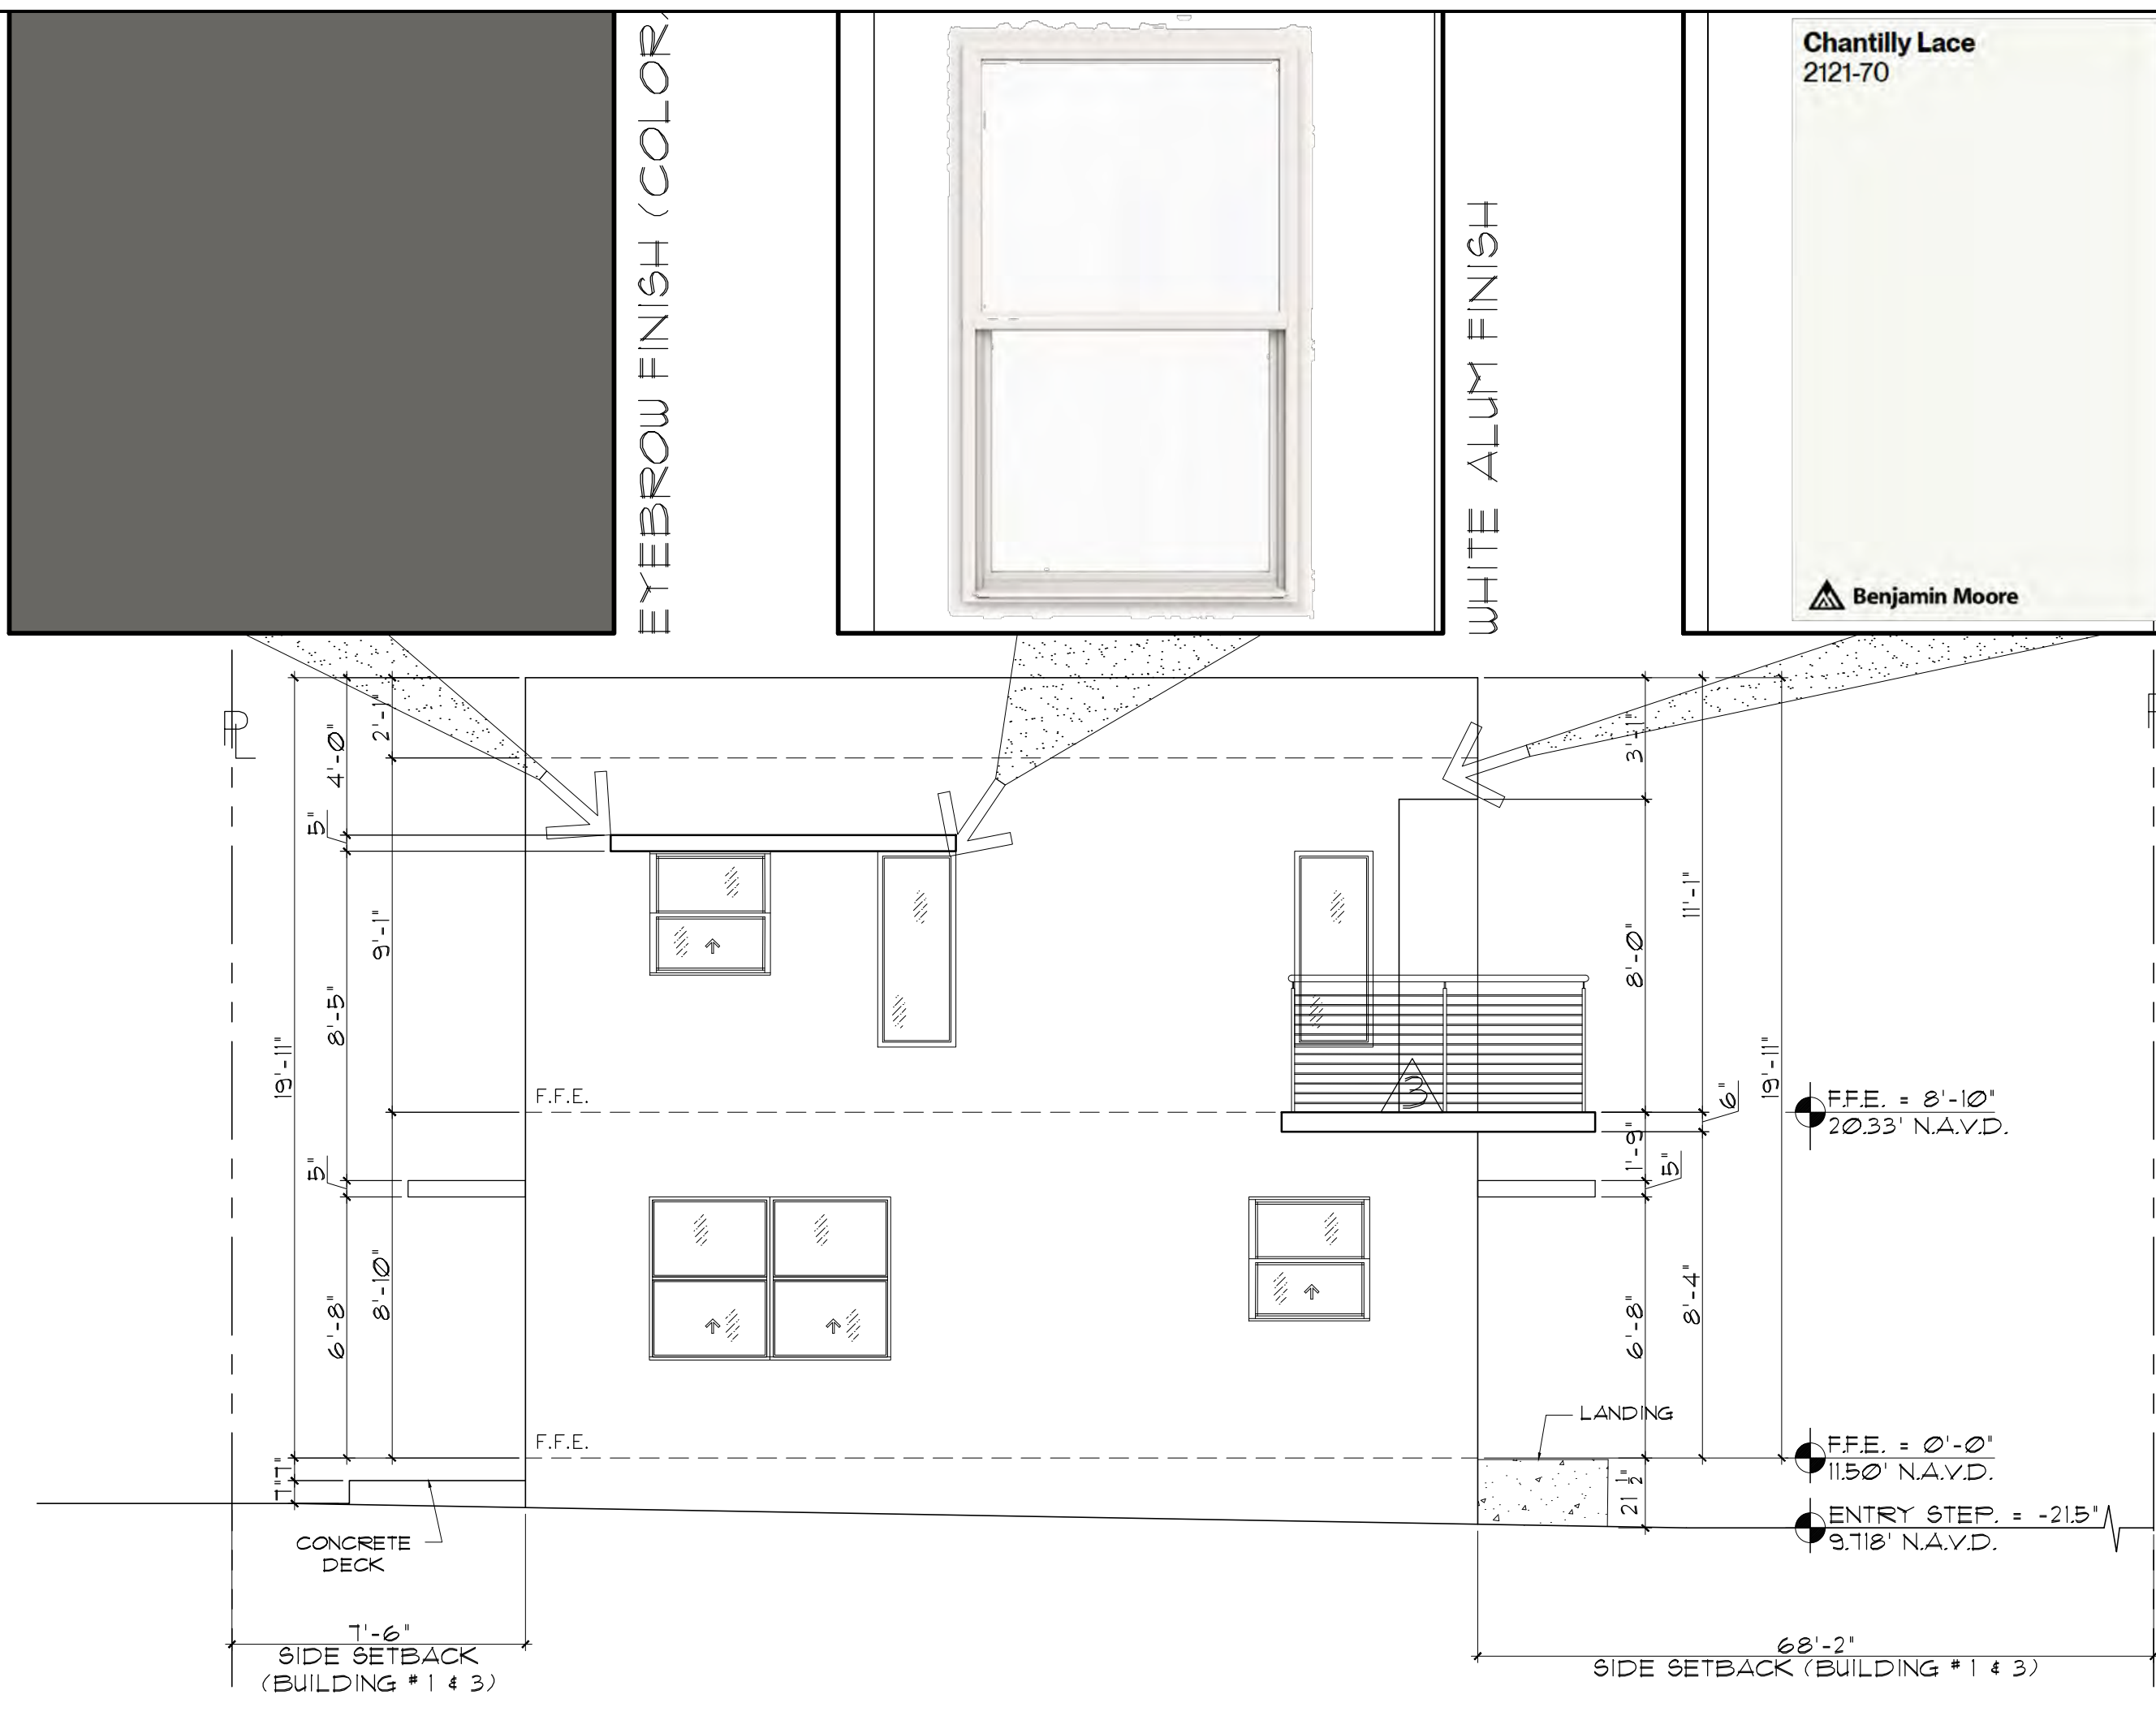 EYEBROW FINISH (COLOR)
WHITE ALUM FINISH
Chantilly Lace
2121-70
Benjamin Moore
PL
4'-0"
2'-1"
5"
9'-1"
8'-5"
19'-11"
5"
8'-10"
6'-8"
7"
7"
F.F.E.
F.F.E.
3
3'-1"
11'-1"
8'-0"
19'-11"
6"
1'-9"
5"
8'-4"
6'-8"
21 1/2"
LANDING
F.F.E. = 8'-10"
20.33' N.A.V.D.
F.F.E. = 0'-0"
11.50' N.A.V.D.
ENTRY STEP. = -21.5"
9.718' N.A.V.D.
CONCRETE
DECK
7'-6"
SIDE SETBACK
(BUILDING #1 & 3)
68'-2"
SIDE SETBACK (BUILDING #1 & 3)